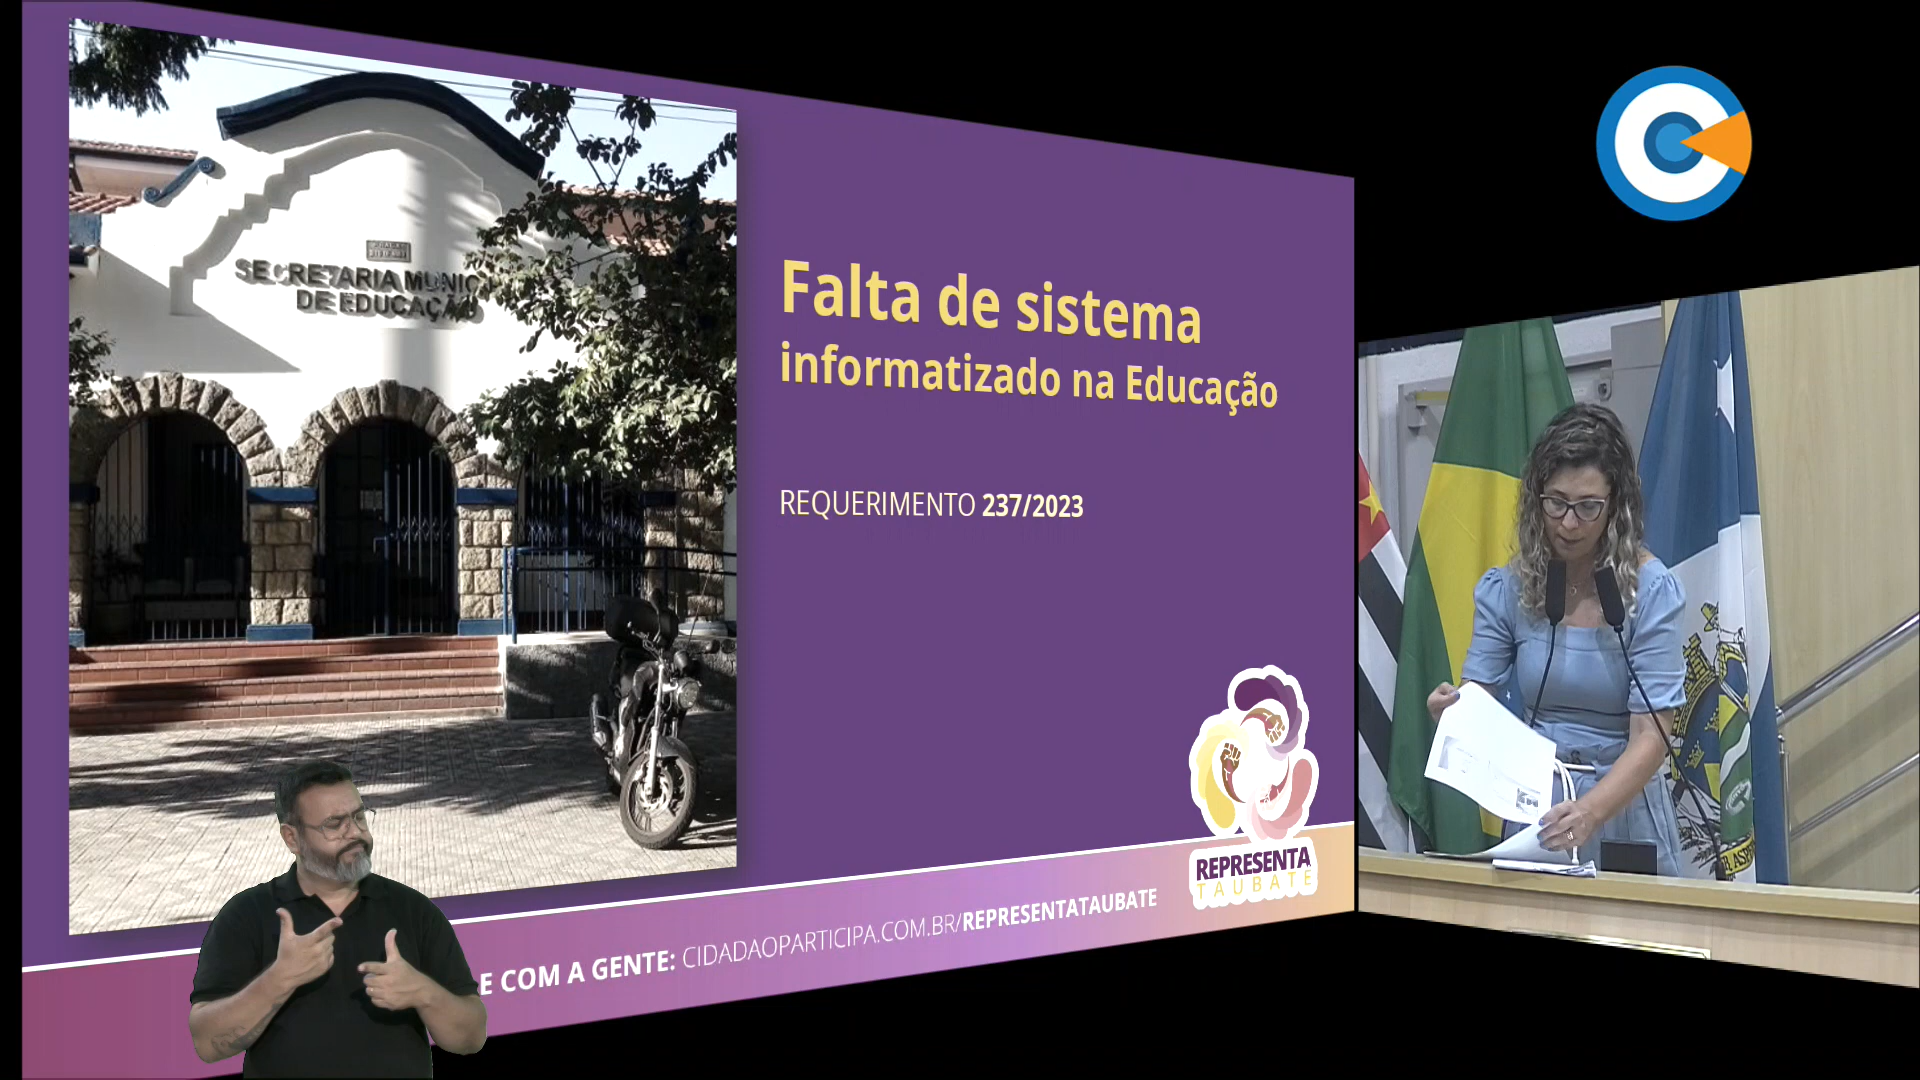 SECRETARIA MUNIC
DE EDUCAÇÃO
Falta de sistema
informatizado na Educação
REQUERIMENTO 237/2023
REPRESENTA
TAUBATE
E COM A GENTE: CIDADAOPARTICIPA.COM.BR/REPRESENTATAUBATE